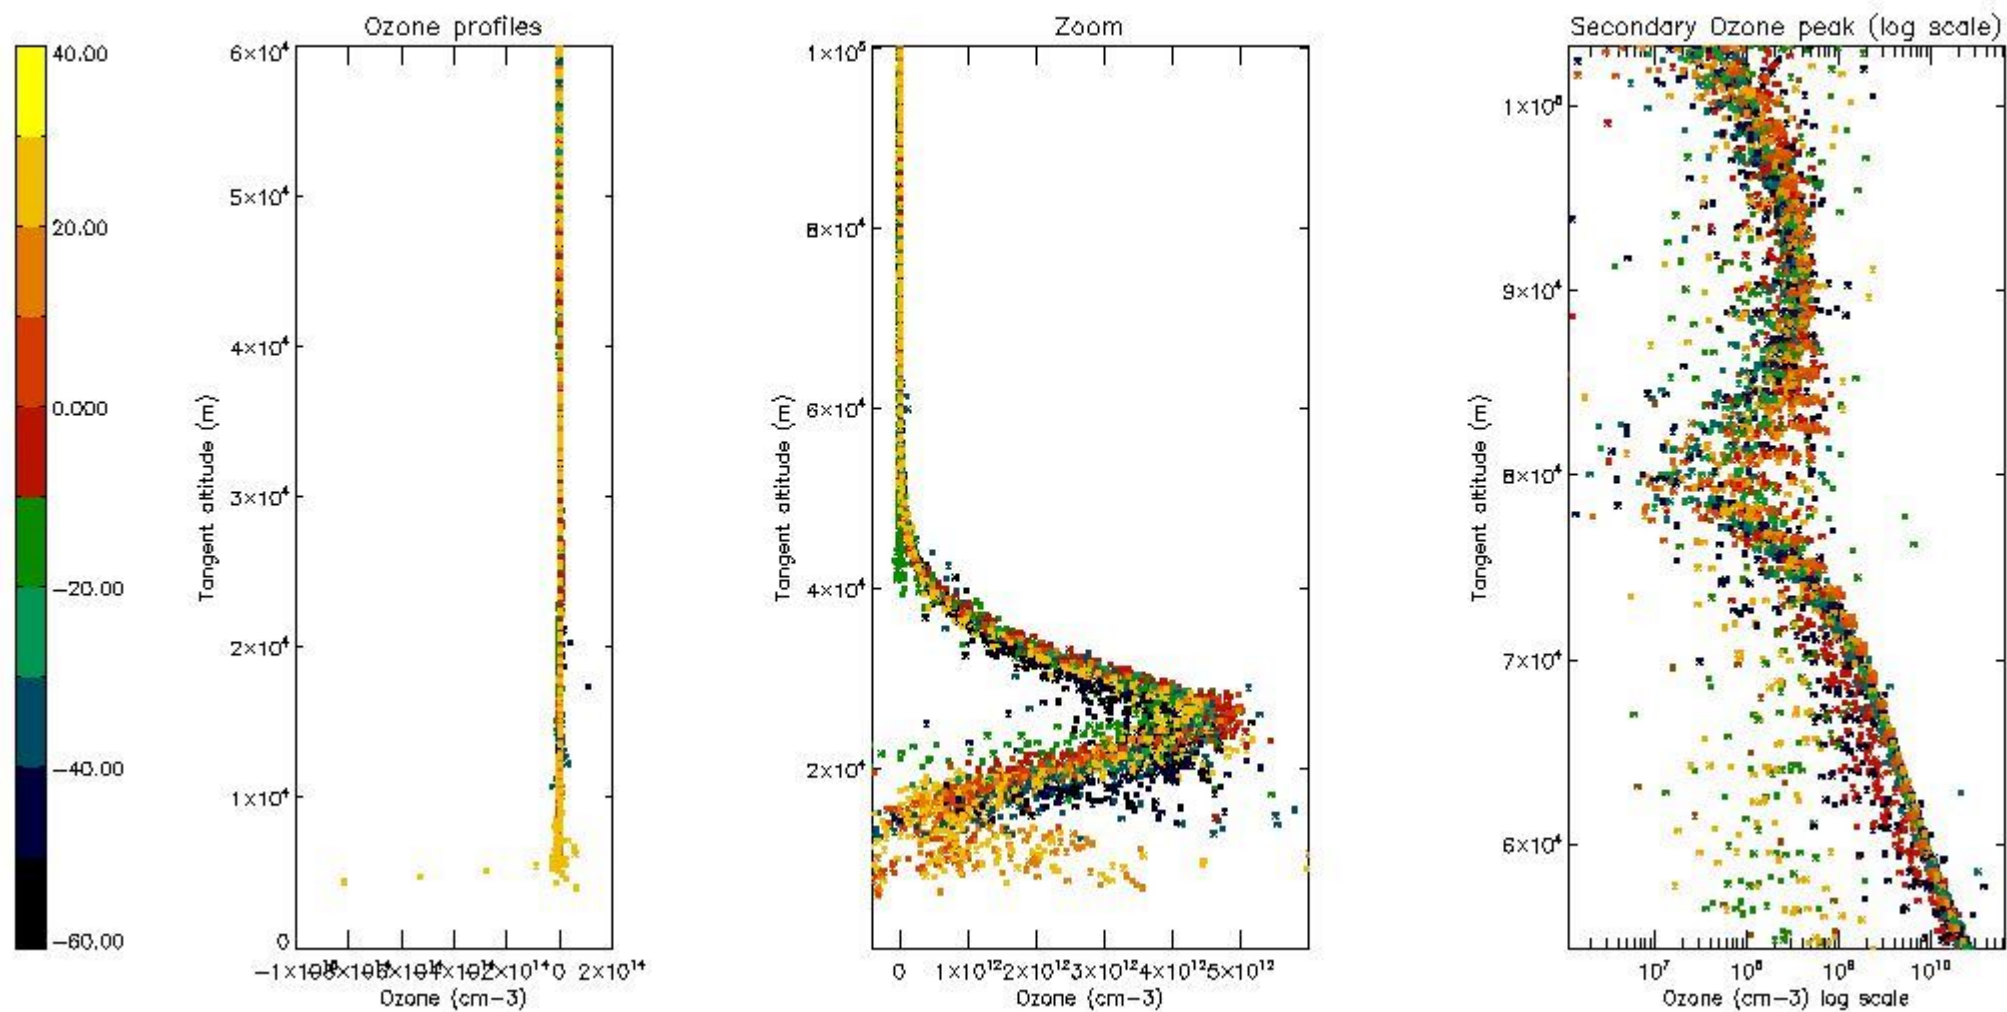 Ozone profiles
Zoom
Secondary Ozone peak (log scale)
40.00
20.00
0.000
−20.00
−40.00
−60.00
6×10⁴
5×10⁴
4×10⁴
3×10⁴
2×10⁴
1×10⁴
0
Tangent altitude (m)
0 2×10¹⁴
Ozone (cm−3)
1×10⁵
8×10⁴
6×10⁴
4×10⁴
2×10⁴
Tangent altitude (m)
0 1×10¹² 2×10¹² 3×10¹² 4×10¹² 5×10¹²
Ozone (cm−3)
9×10⁴
8×10⁴
7×10⁴
6×10⁴
Tangent altitude (m)
10⁷ 10¹⁰
Ozone (cm−3) log scale